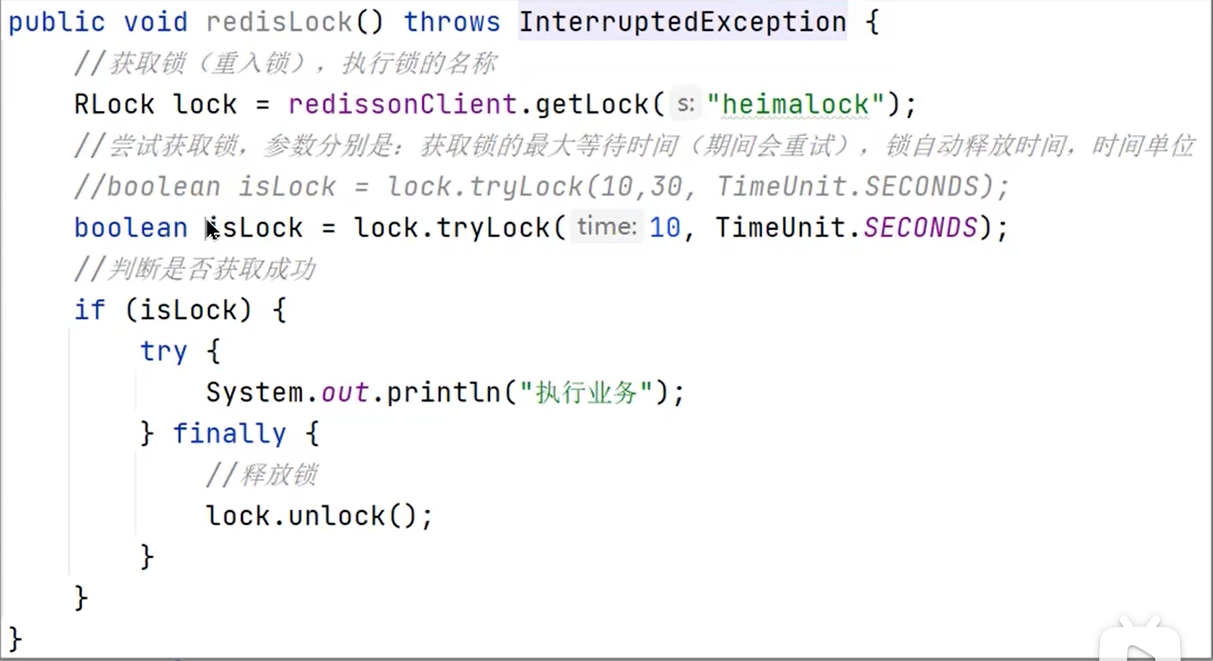 public void redisLock() throws InterruptedException {
//获取锁（重入锁），执行锁的名称
RLock lock = redissonClient.getLock( s: "heimalock");
//尝试获取锁，参数分别是：获取锁的最大等待时间（期间会重试），锁自动释放时间，时间单位
//boolean isLock = lock.tryLock(10,30, TimeUnit.SECONDS);
boolean isLock = lock.tryLock( time: 10, TimeUnit.SECONDS);
//判断是否获取成功
if (isLock) {
try {
System.out.println("执行业务");
} finally {
//释放锁
lock.unlock();
}
}
}